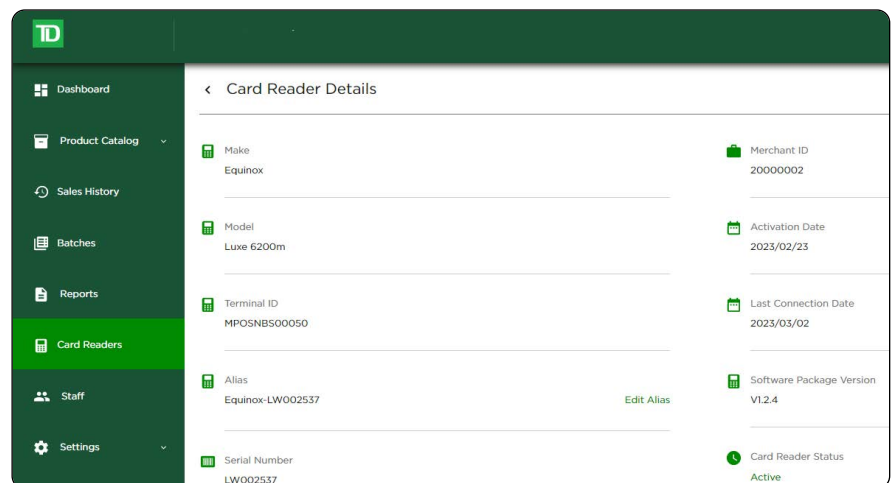 TD
Dashboard
Product Catalog
Sales History
Batches
Reports
Card Readers
Staff
Settings
Card Reader Details
Make
Equinox
Model
Luxe 6200m
Terminal ID
MPOSNBS00050
Alias
Equinox-LW002537
Edit Alias
Serial Number
LW002537
Merchant ID
20000002
Activation Date
2023/02/23
Last Connection Date
2023/03/02
Software Package Version
V1.2.4
Card Reader Status
Active